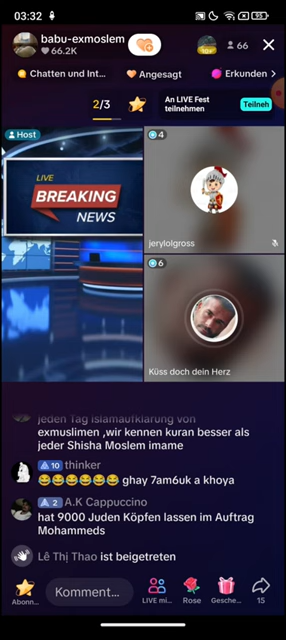 03:32
95
babu-exmoslem
66.2K
10+
66
Chatten und Int...
Angesagt
Erkunden
2/3
An LIVE Fest
teilnehmen
Teilneh
Host
LIVE
BREAKING
NEWS
4
jerylolgross
6
Küss doch dein Herz
jeden Tag islamaufklärung von
exmuslimen ,wir kennen kuran besser als
jeder Shisha Moslem imame
10 thinker
😂😂😂😂😂😂 ghay 7am6uk a khoya
2 A.K Cappuccino
hat 9000 Juden Köpfen lassen im Auftrag
Mohammeds
Lê Thị Thao ist beigetreten
Komment...
Abonn...
LIVE mi...
Rose
Gesche...
15